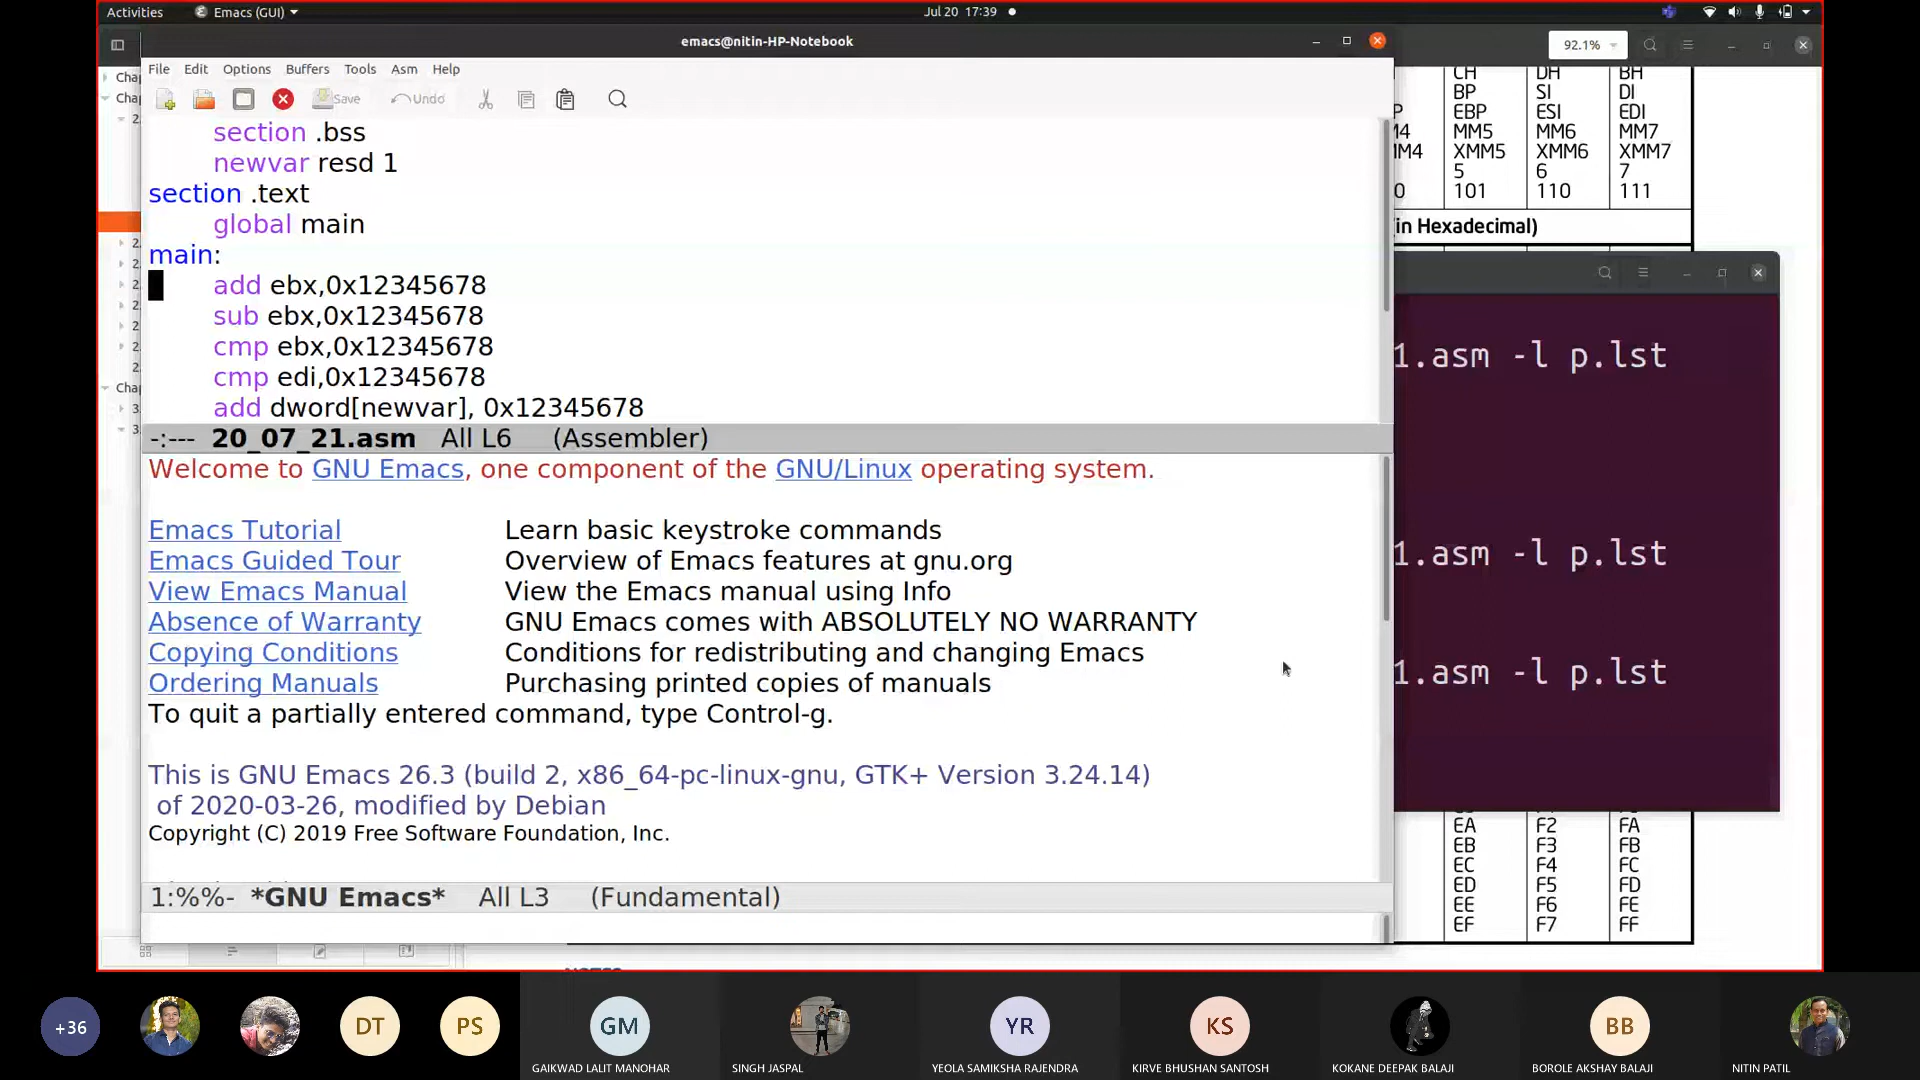 Activities Emacs (GUI) Jul 20 17:39
emacs@nitin-HP-Notebook
92.1%
File Edit Options Buffers Tools Asm Help
Save Undo
section .bss
newvar resd 1
section .text
global main
main:
add ebx,0x12345678
sub ebx,0x12345678
cmp ebx,0x12345678
cmp edi,0x12345678
add dword[newvar], 0x12345678
-:--- 20_07_21.asm All L6 (Assembler)
Welcome to GNU Emacs, one component of the GNU/Linux operating system.
Emacs Tutorial Learn basic keystroke commands
Emacs Guided Tour Overview of Emacs features at gnu.org
View Emacs Manual View the Emacs manual using Info
Absence of Warranty GNU Emacs comes with ABSOLUTELY NO WARRANTY
Copying Conditions Conditions for redistributing and changing Emacs
Ordering Manuals Purchasing printed copies of manuals
To quit a partially entered command, type Control-g.
This is GNU Emacs 26.3 (build 2, x86_64-pc-linux-gnu, GTK+ Version 3.24.14)
of 2020-03-26, modified by Debian
Copyright (C) 2019 Free Software Foundation, Inc.
1:%%- *GNU Emacs* All L3 (Fundamental)
Chap
Chap
Chap
CH DH BH
BP SI DI
P EBP ESI EDI
M4 MM5 MM6 MM7
MM4 XMM5 XMM6 XMM7
5 6 7
0 101 110 111
in Hexadecimal)
1.asm -l p.lst
1.asm -l p.lst
1.asm -l p.lst
EA F2 FA
EB F3 FB
EC F4 FC
ED F5 FD
EE F6 FE
EF F7 FF
+36 DT PS GM YR KS BB
GAIKWAD LALIT MANOHAR SINGH JASPAL YEOLA SAMIKSHA RAJENDRA KIRVE BHUSHAN SANTOSH KOKANE DEEPAK BALAJI BOROLE AKSHAY BALAJI NITIN PATIL